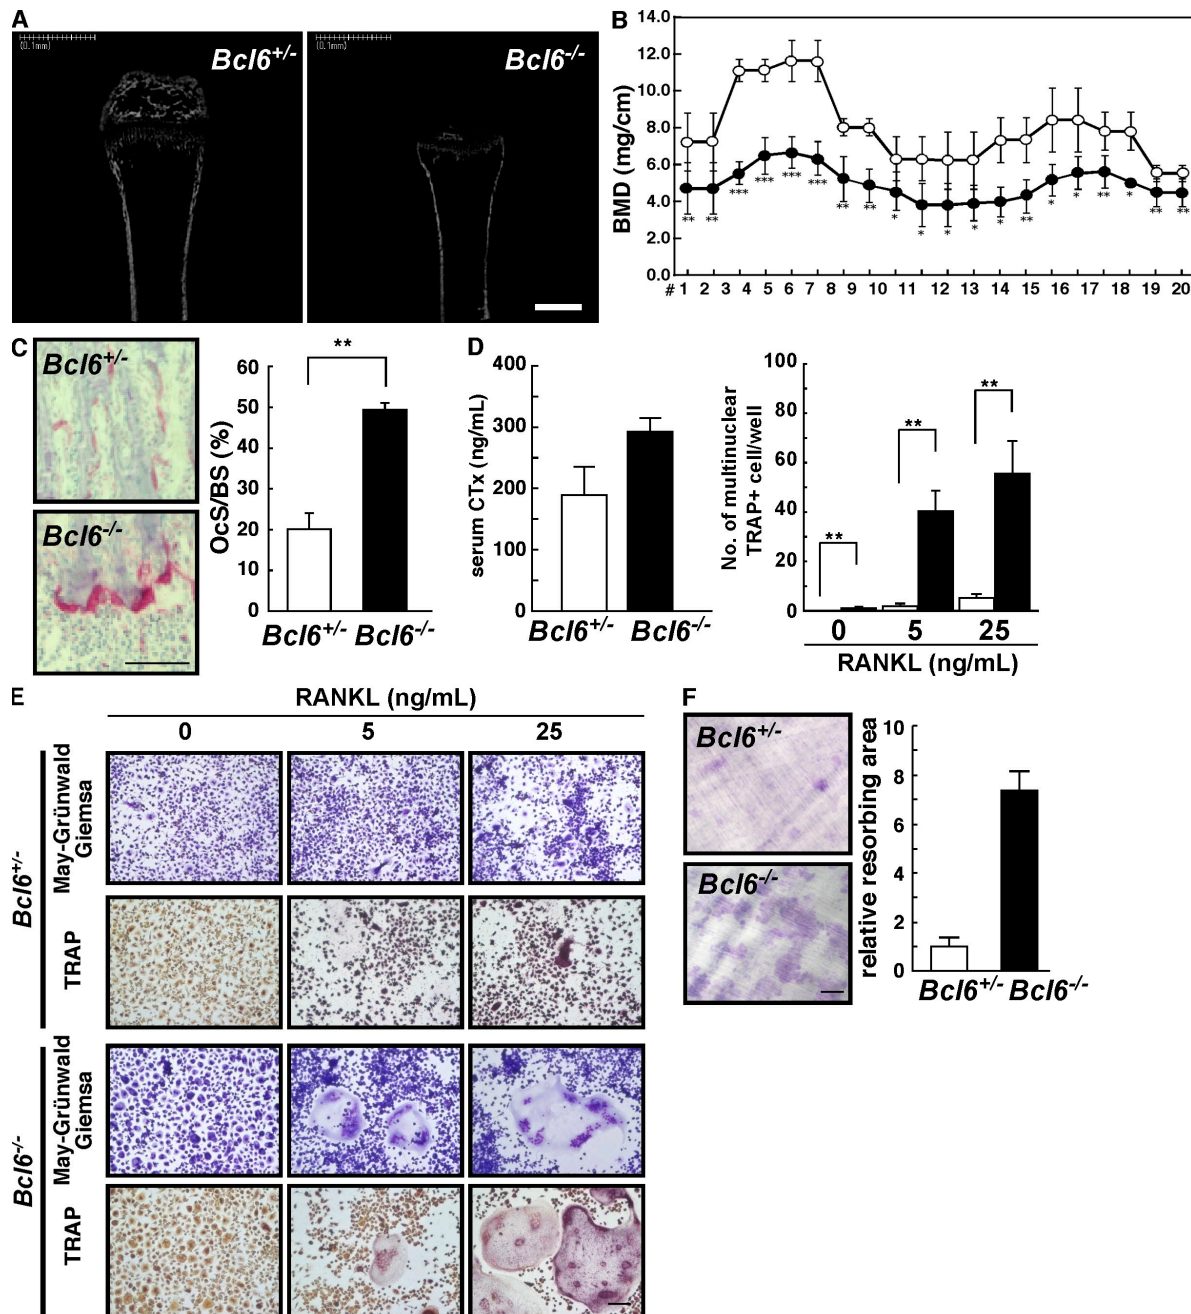 A
(0.1mm)
Bcl6+/-
(0.1mm)
Bcl6-/-
B
BMD (mg/cm)
14.0
12.0
10.0
8.0
6.0
4.0
2.0
0.0
** ** *** *** *** *** ** ** * * * * * ** * * ** * ** **
# 1 2 3 4 5 6 7 8 9 10 11 12 13 14 15 16 17 18 19 20
C
Bcl6+/-
Bcl6-/-
OcS/BS (%)
60
50
40
30
20
10
0
**
Bcl6+/- Bcl6-/-
D
serum CTx (ng/mL)
400
300
200
100
0
Bcl6+/- Bcl6-/-
No. of multinuclear
TRAP+ cell/well
100
80
60
40
20
0
** ** **
0 5 25
RANKL (ng/mL)
E
RANKL (ng/mL)
0 5 25
Bcl6+/-
May-Grünwald
Giemsa
TRAP
Bcl6-/-
May-Grünwald
Giemsa
TRAP
F
Bcl6+/-
Bcl6-/-
relative resorbing area
10
8
6
4
2
0
Bcl6+/- Bcl6-/-